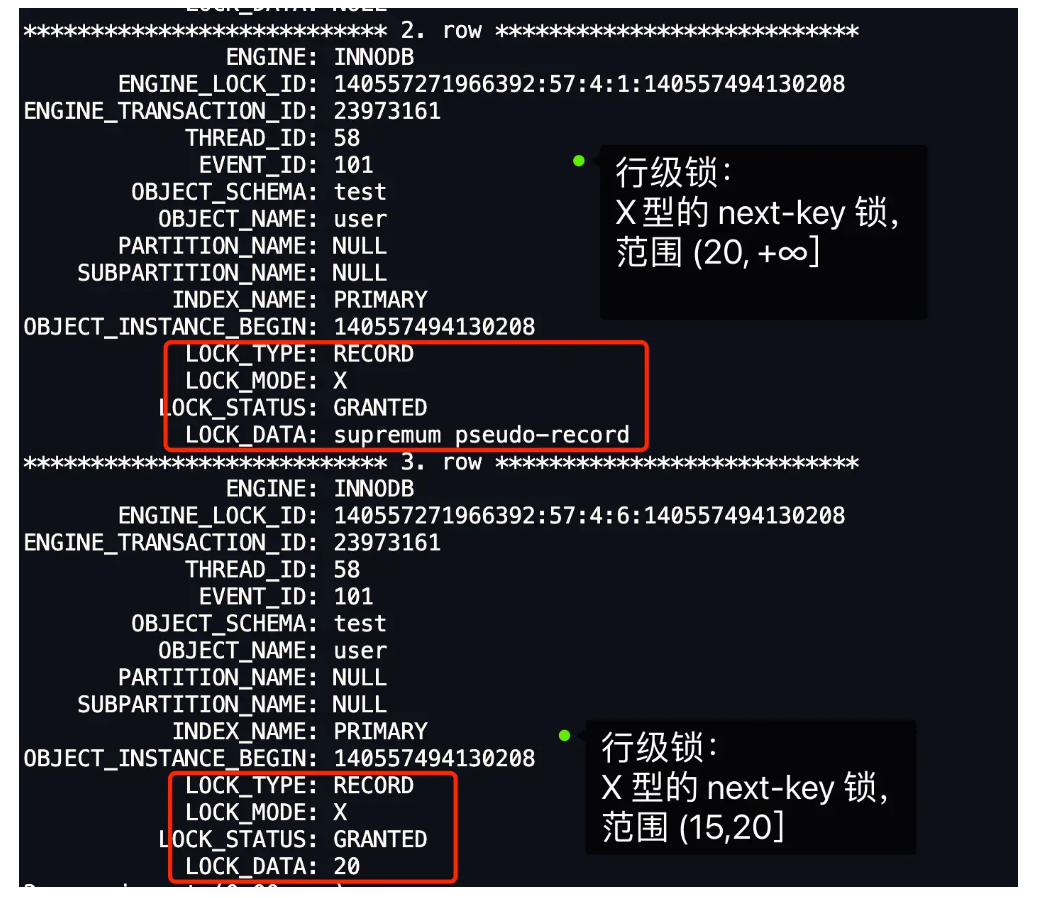 LOCK_DATA: NULL
*************************** 2. row ***************************
ENGINE: INNODB
ENGINE_LOCK_ID: 140557271966392:57:4:1:140557494130208
ENGINE_TRANSACTION_ID: 23973161
THREAD_ID: 58
EVENT_ID: 101
OBJECT_SCHEMA: test
OBJECT_NAME: user
PARTITION_NAME: NULL
SUBPARTITION_NAME: NULL
INDEX_NAME: PRIMARY
OBJECT_INSTANCE_BEGIN: 140557494130208
LOCK_TYPE: RECORD
LOCK_MODE: X
LOCK_STATUS: GRANTED
LOCK_DATA: supremum pseudo-record
行级锁：
X 型的 next-key 锁，
范围 (20, +∞]
*************************** 3. row ***************************
ENGINE: INNODB
ENGINE_LOCK_ID: 140557271966392:57:4:6:140557494130208
ENGINE_TRANSACTION_ID: 23973161
THREAD_ID: 58
EVENT_ID: 101
OBJECT_SCHEMA: test
OBJECT_NAME: user
PARTITION_NAME: NULL
SUBPARTITION_NAME: NULL
INDEX_NAME: PRIMARY
OBJECT_INSTANCE_BEGIN: 140557494130208
LOCK_TYPE: RECORD
LOCK_MODE: X
LOCK_STATUS: GRANTED
LOCK_DATA: 20
行级锁：
X 型的 next-key 锁，
范围 (15,20]